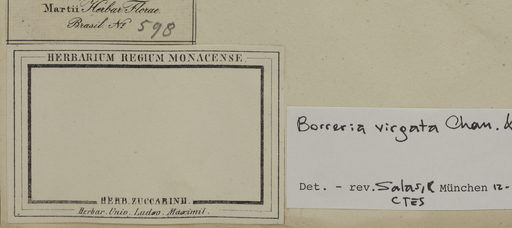 Martii Herbar. Florae
Brasil. No 598
HERBARIUM REGIUM MONACENSE
HERB. ZUCCARINII.
Herbar. Univ. Ludov. Maximil.
Borreria virgata Cham. &
Det. - rev. Salas, R München 12-
CTES